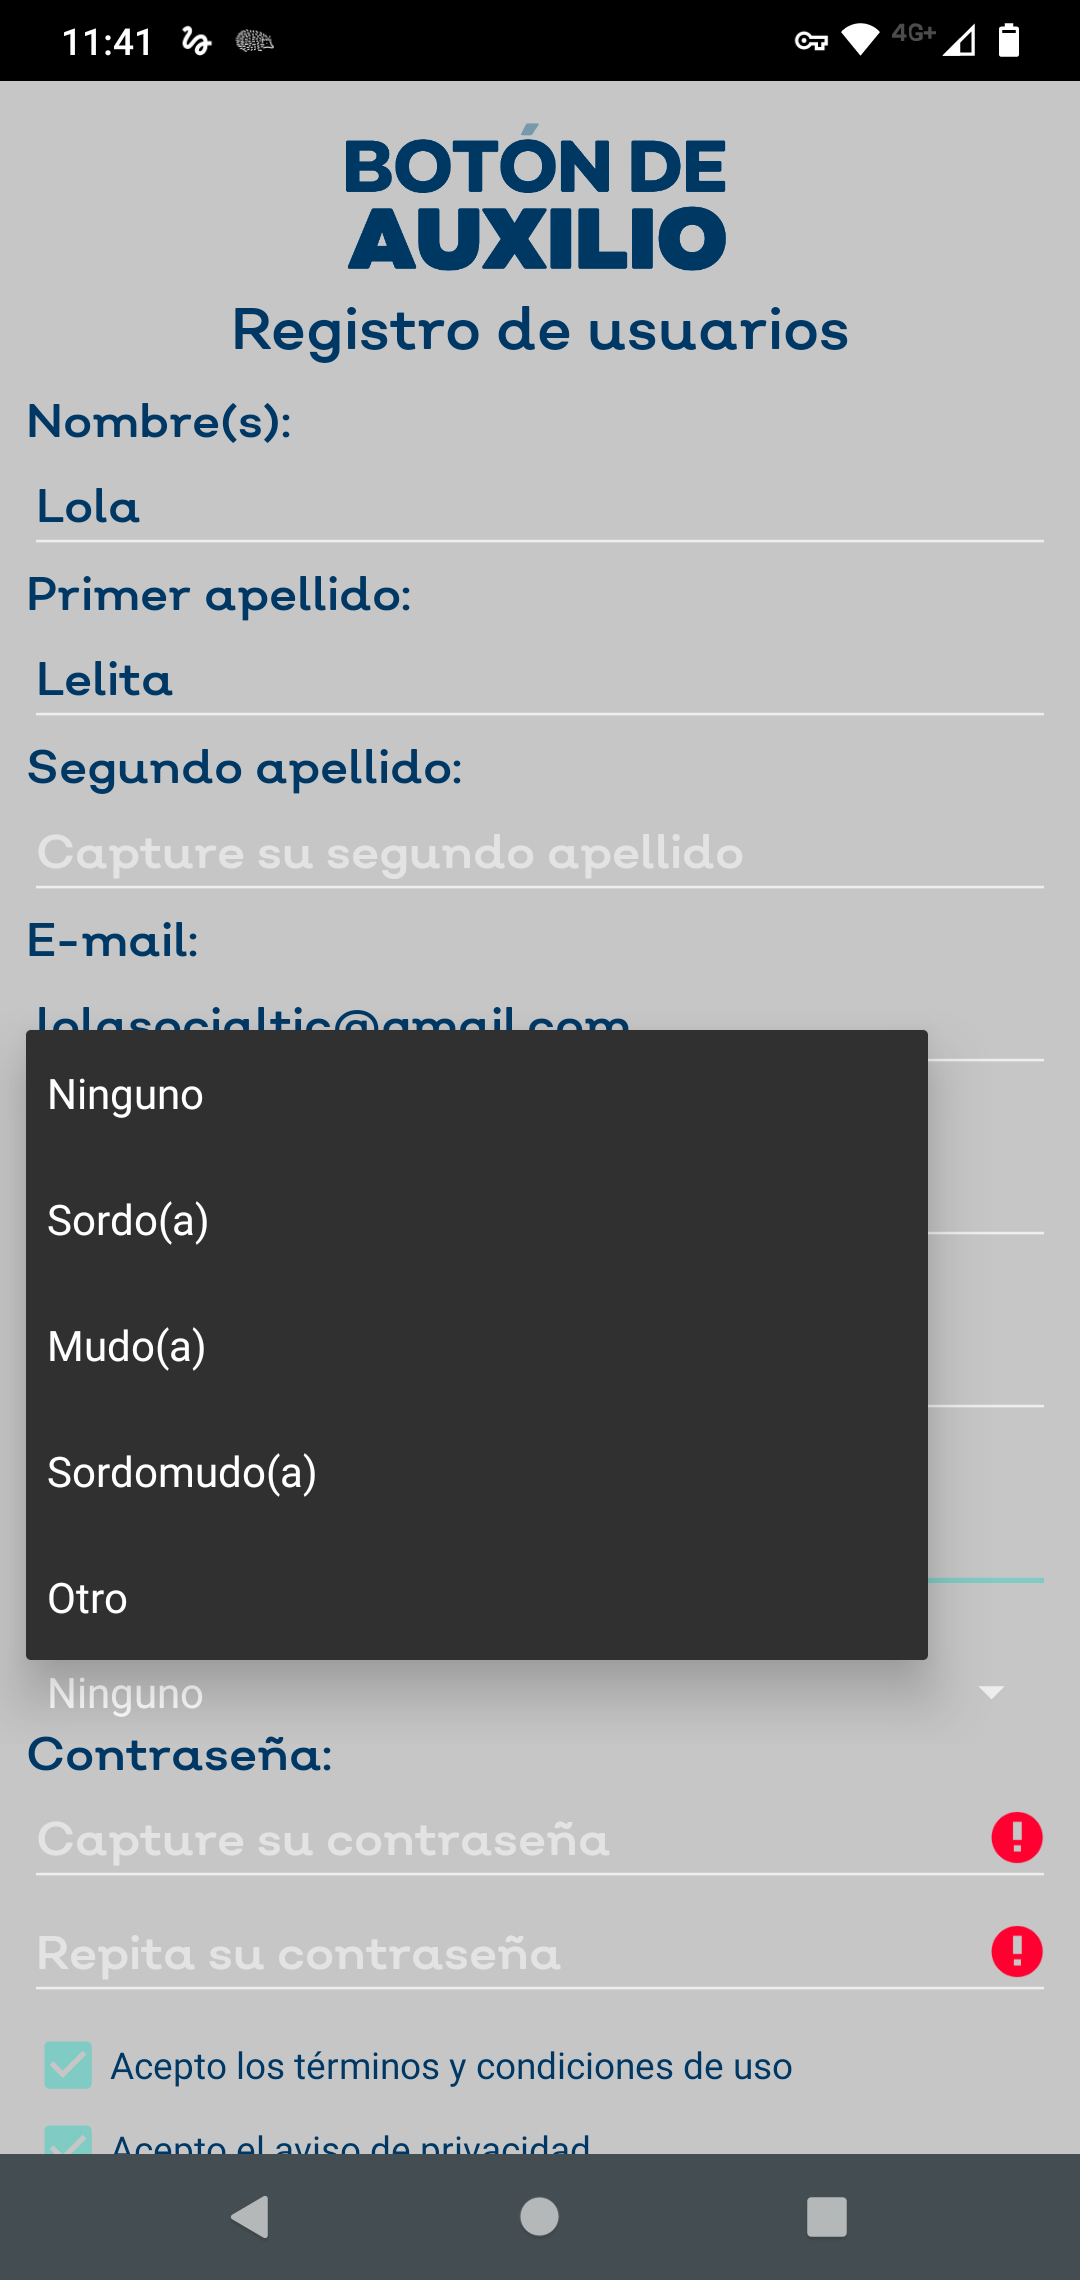 11:41
4G+
BOTÓN DE
AUXILIO
Registro de usuarios
Nombre(s):
Lola
Primer apellido:
Lelita
Segundo apellido:
Capture su segundo apellido
E-mail:
lolasocialtic@gmail.com
Ninguno
Sordo(a)
Mudo(a)
Sordomudo(a)
Otro
Ninguno
Contraseña:
Capture su contraseña
Repita su contraseña
Acepto los términos y condiciones de uso
Acepto el aviso de privacidad